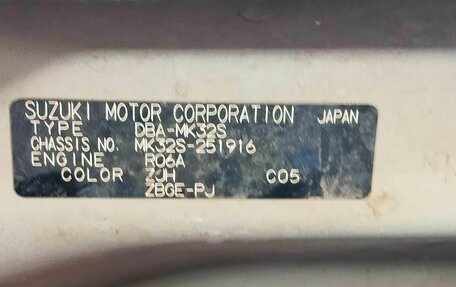 SUZUKI MOTOR CORPORATION JAPAN
TYPE DBA-MK32S
CHASSIS NO. MK32S-251916
ENGINE R06A
COLOR ZJH C05
ZBGE-PJ